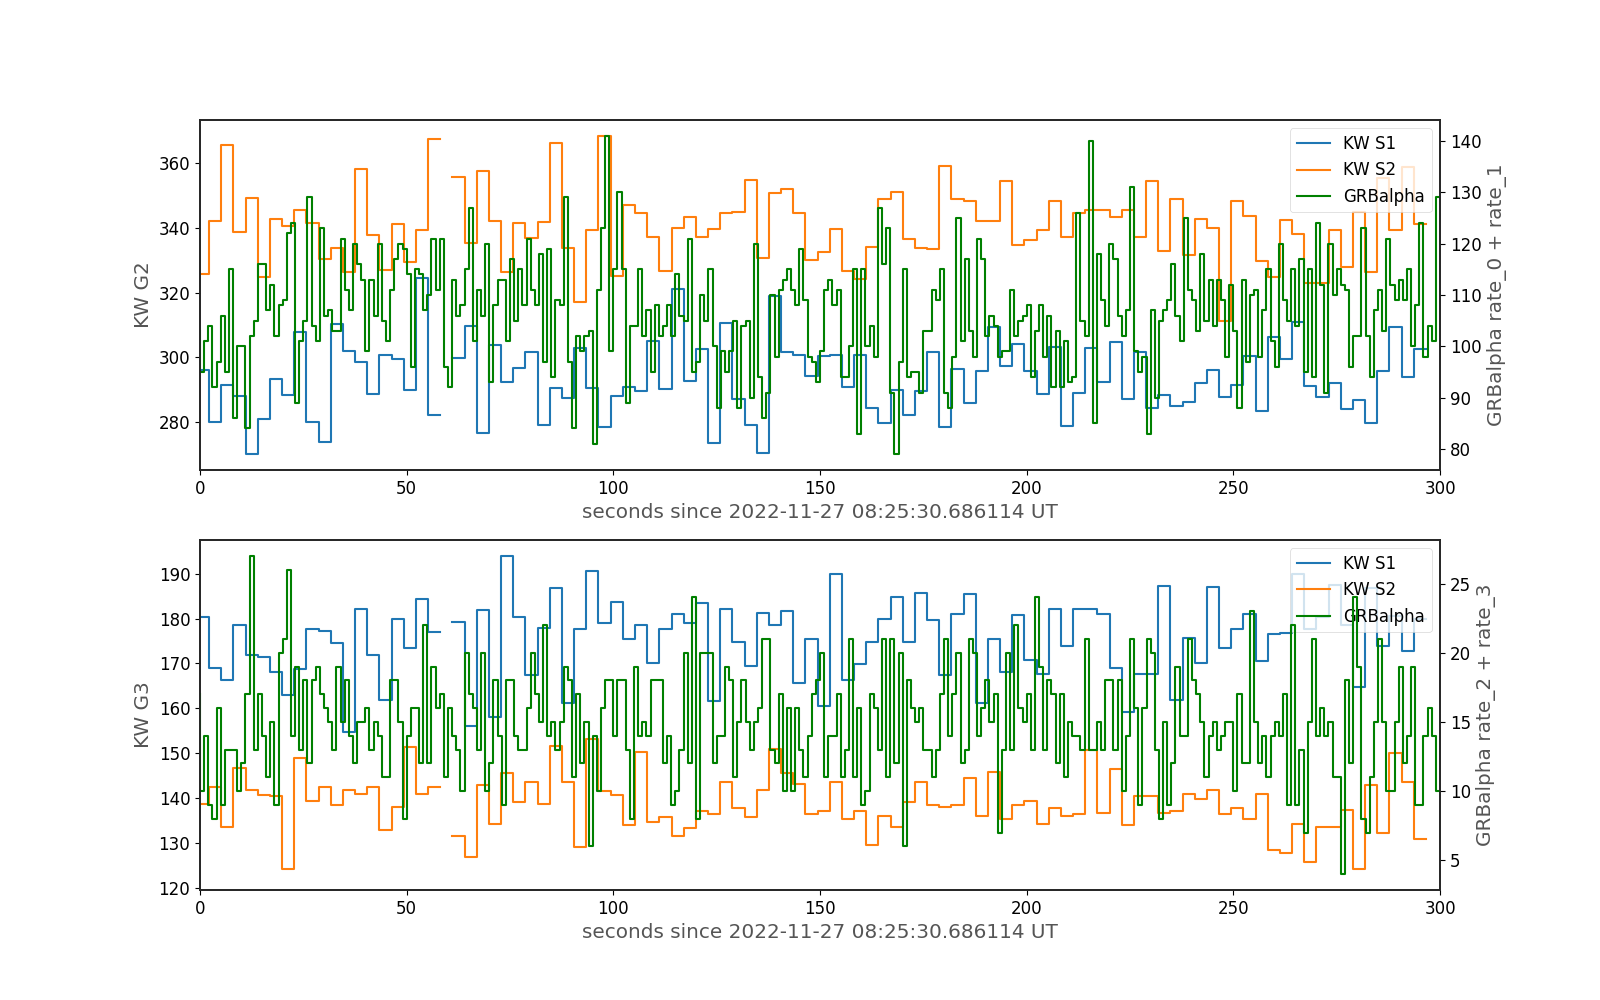 KW G2
360
340
320
300
280
KW S1
KW S2
GRBalpha
140
130
120
110
100
90
80
GRBalpha rate_0 + rate_1
0 50 100 150 200 250 300
seconds since 2022-11-27 08:25:30.686114 UT
KW G3
190
180
170
160
150
140
130
120
KW S1
KW S2
GRBalpha
25
20
15
10
5
GRBalpha rate_2 + rate_3
0 50 100 150 200 250 300
seconds since 2022-11-27 08:25:30.686114 UT